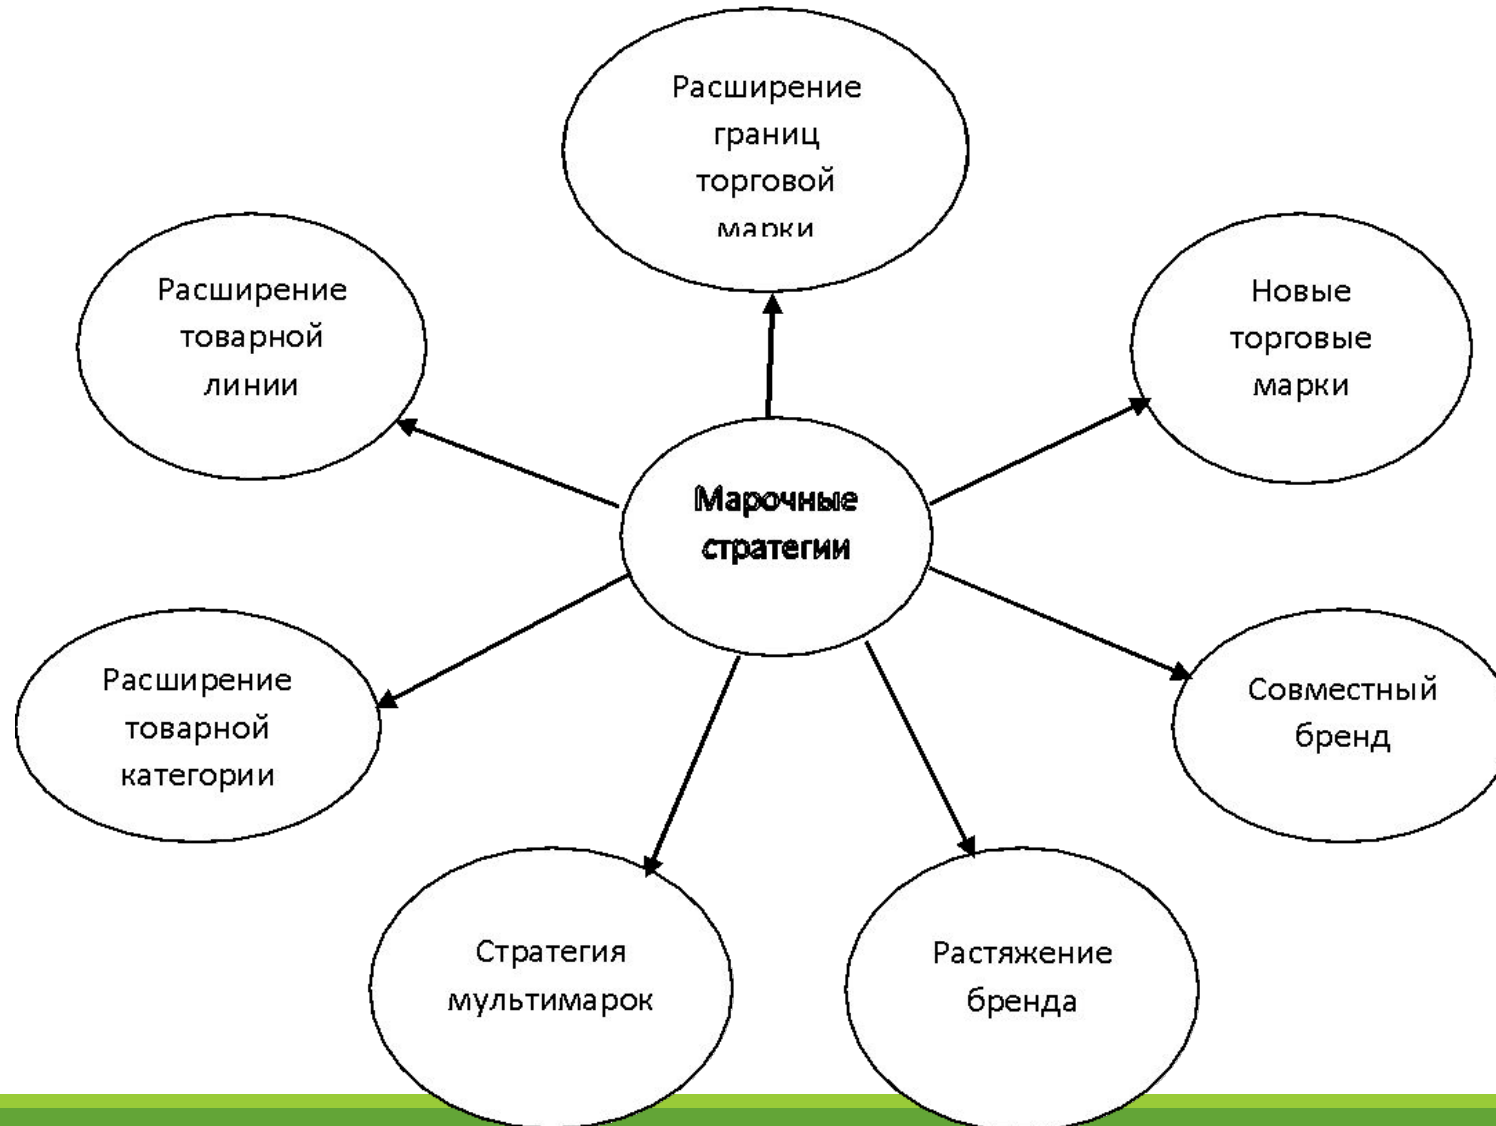 Расширение
границ
торговой
марки
Расширение
товарной
линии
Новые
торговые
марки
Марочные
стратегии
Расширение
товарной
категории
Совместный
бренд
Стратегия
мультимарок
Растяжение
бренда